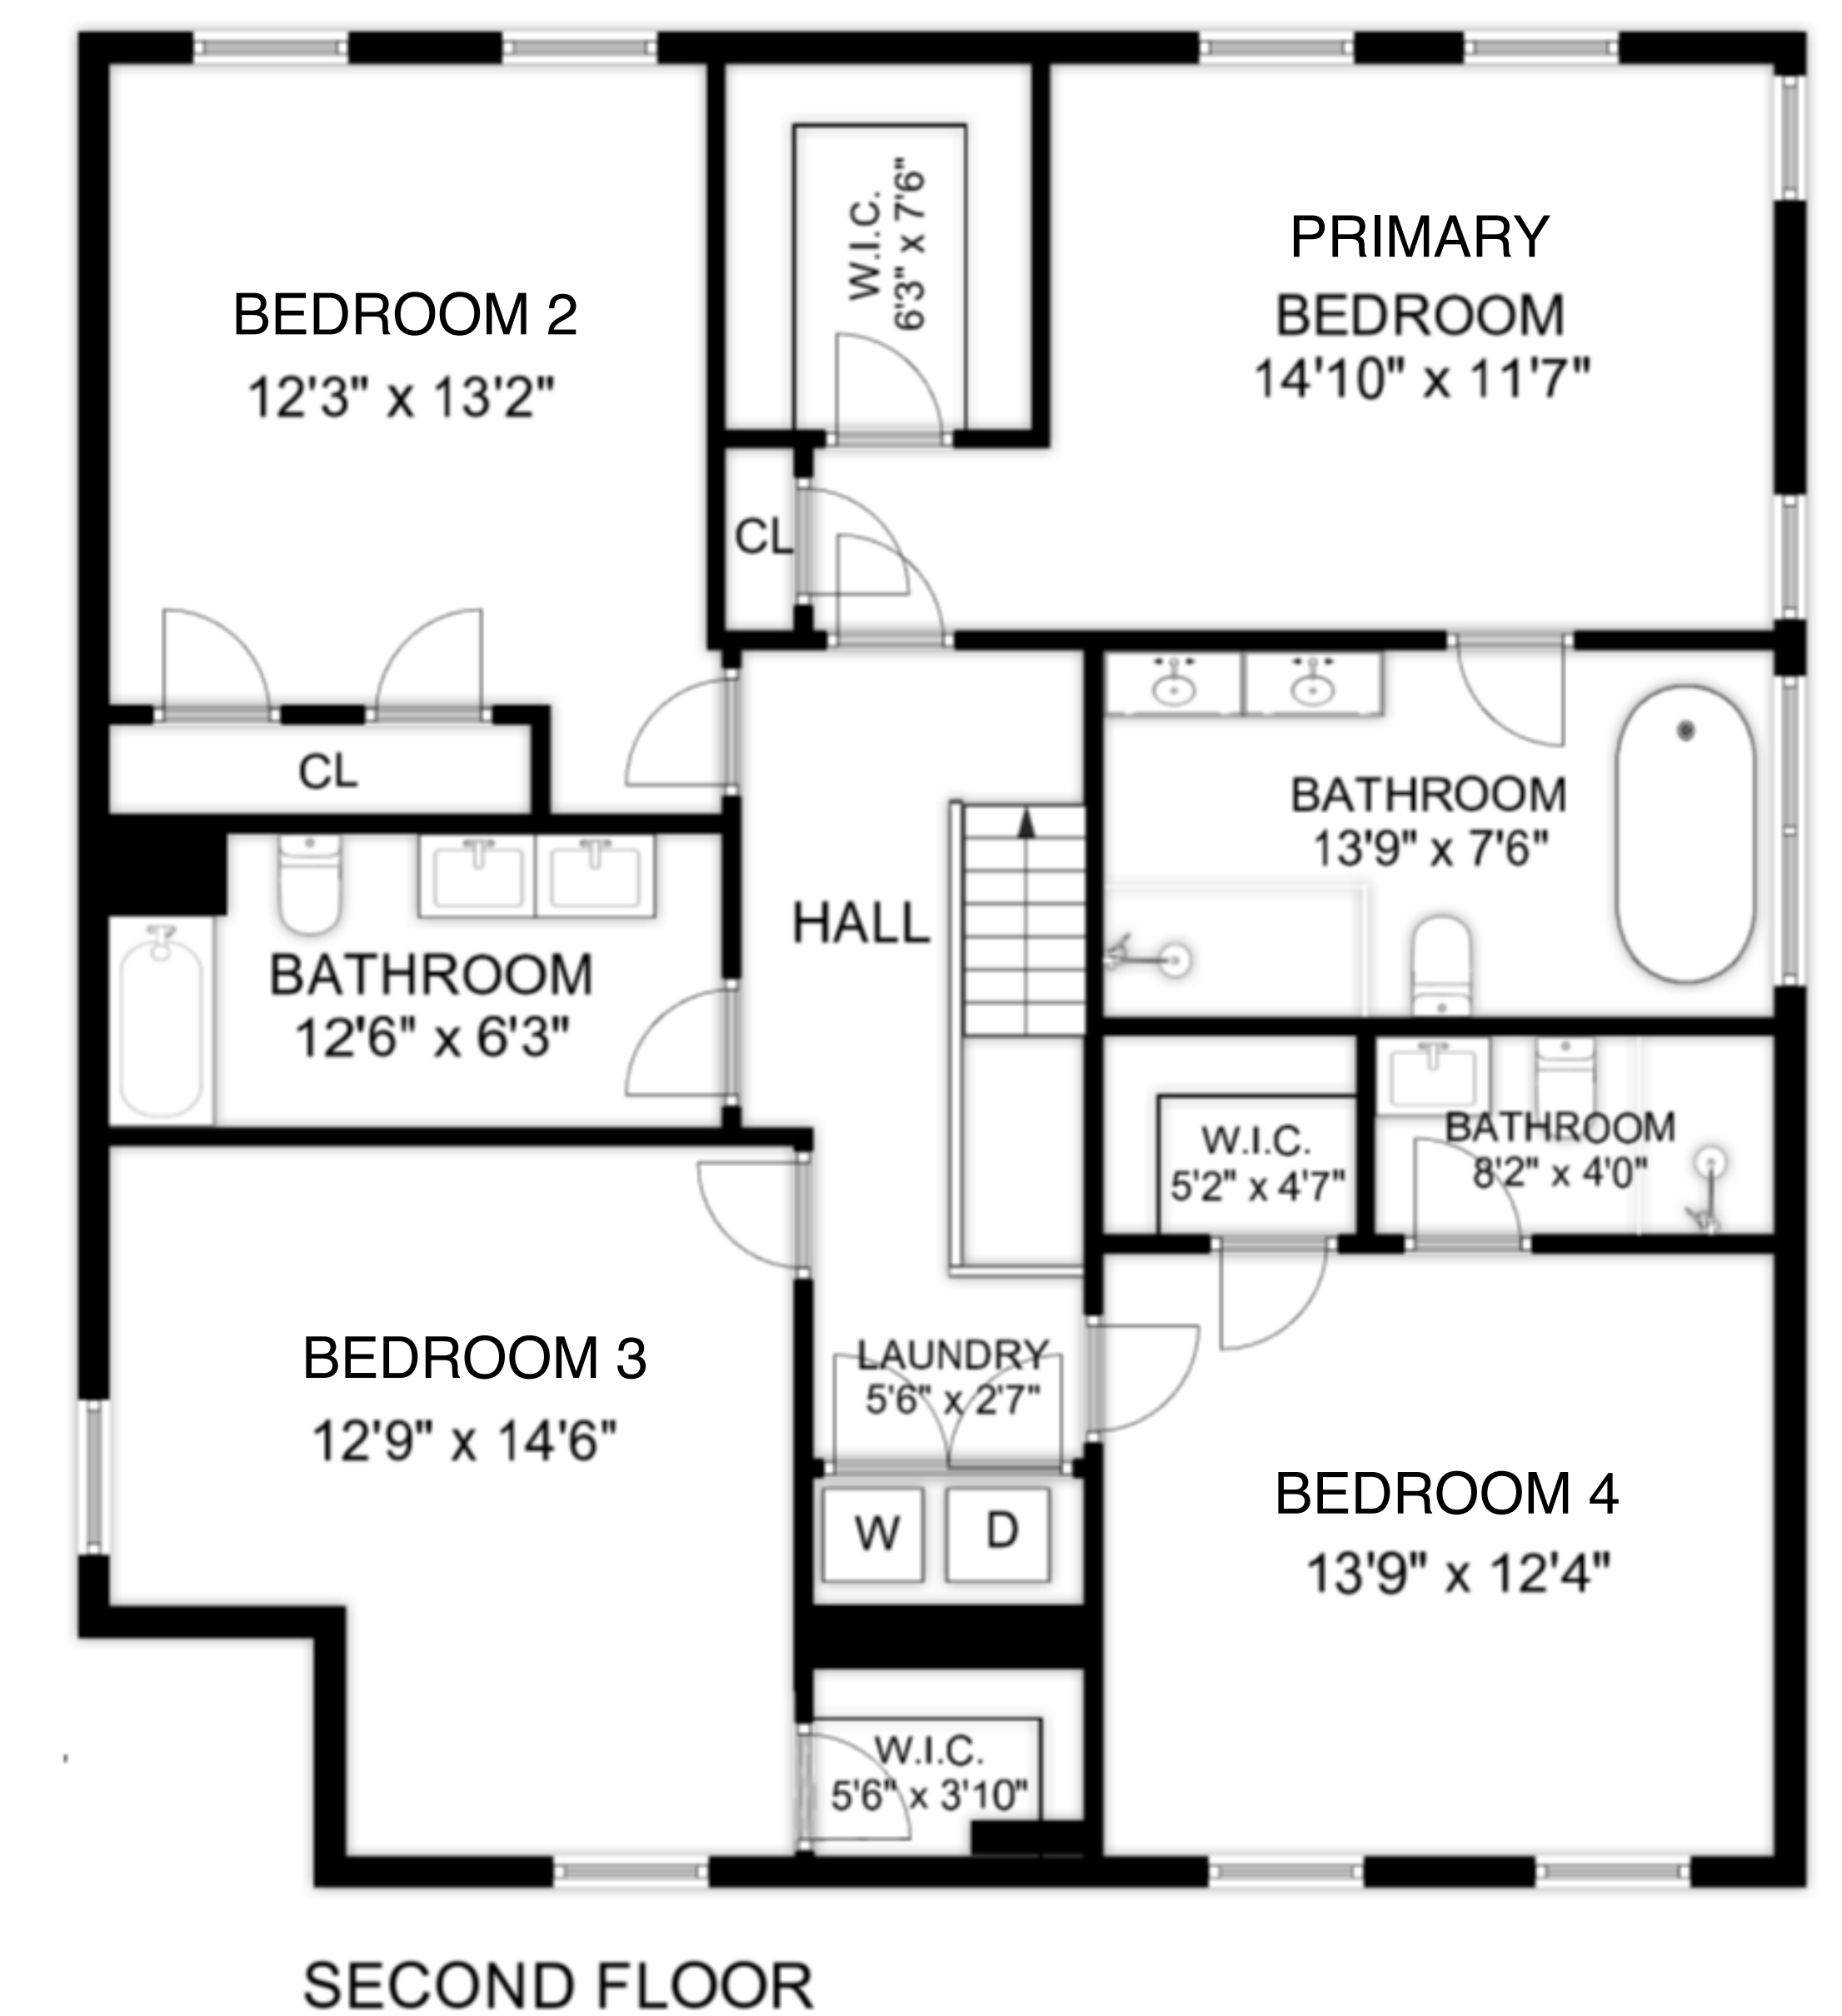 BEDROOM 2
12'3" x 13'2"
W.I.C.
6'3" x 7'6"
PRIMARY
BEDROOM
14'10" x 11'7"
CL
CL
BATHROOM
12'6" x 6'3"
HALL
BATHROOM
13'9" x 7'6"
W.I.C.
5'2" x 4'7"
BATHROOM
8'2" x 4'0"
BEDROOM 3
12'9" x 14'6"
LAUNDRY
5'6" x 2'7"
W
D
BEDROOM 4
13'9" x 12'4"
W.I.C.
5'6" x 3'10"
SECOND FLOOR